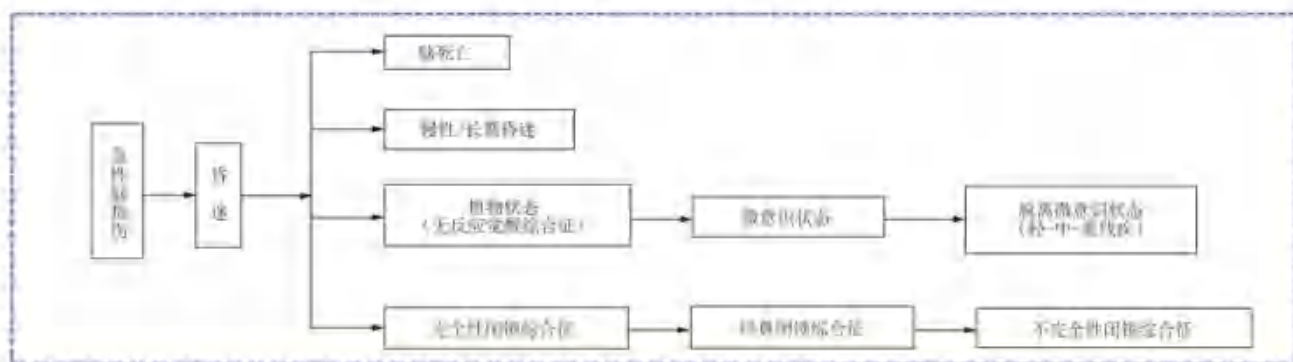 脑死亡
慢性/长期昏迷
急性脑损伤
昏迷
植物状态
(无反应觉醒综合征)
微意识状态
脱离微意识状态
(轻-中-重残疾)
完全性闭锁综合征
经典闭锁综合征
不完全性闭锁综合征